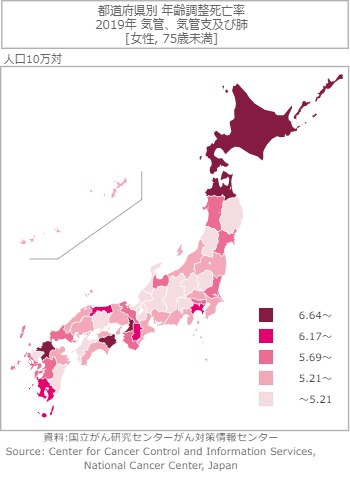 都道府県別 年齢調整死亡率
2019年 気管、気管支及び肺
[女性, 75歳未満]
人口10万対
6.64～
6.17～
5.69～
5.21～
～5.21
資料:国立がん研究センターがん対策情報センター
Source: Center for Cancer Control and Information Services,
National Cancer Center, Japan